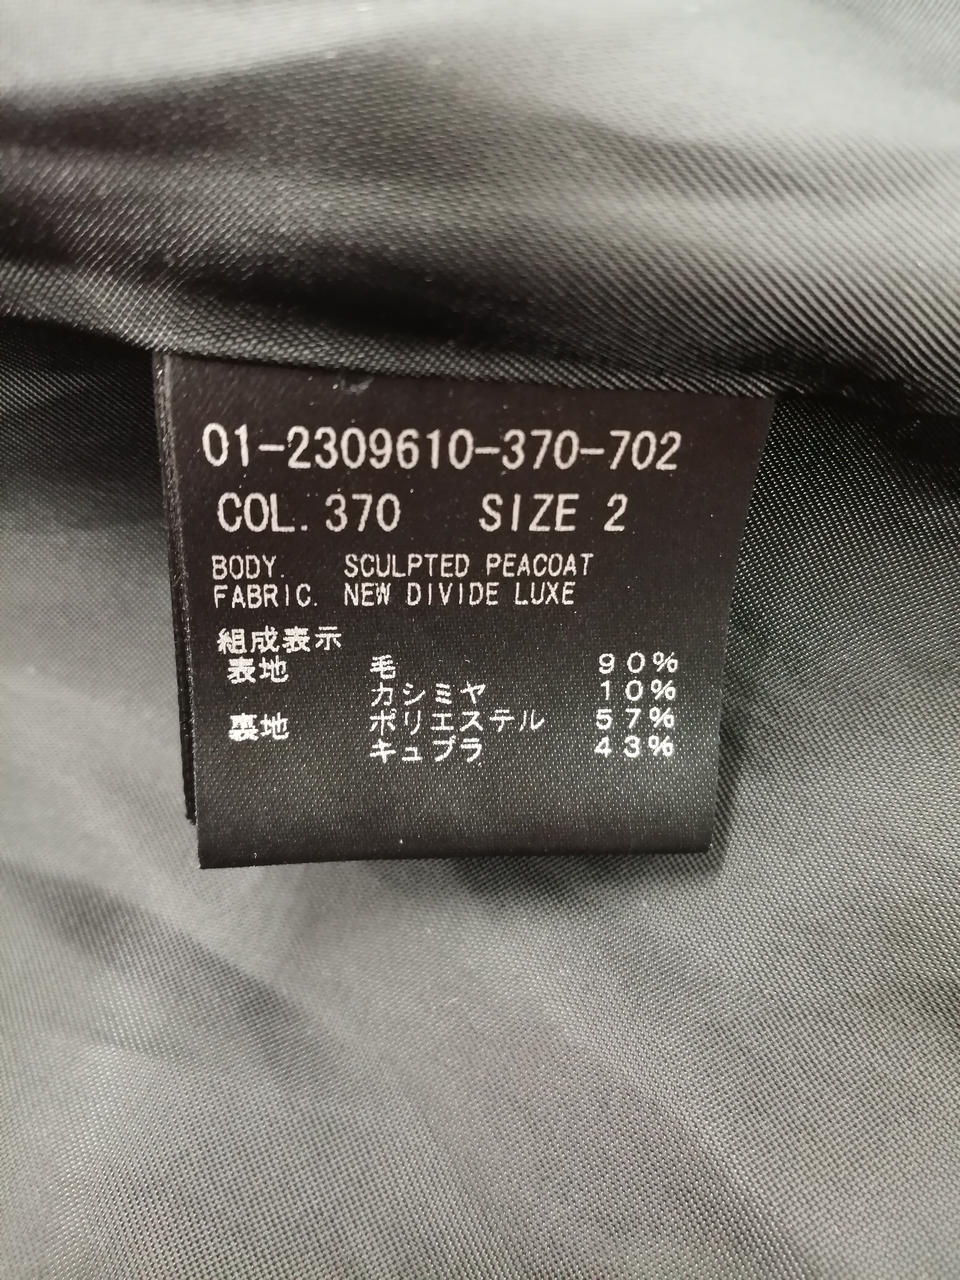 01-2309610-370-702
COL. 370 SIZE 2
BODY. SCULPTED PEACOAT
FABRIC. NEW DIVIDE LUXE
組成表示
表地 毛 90%
カシミヤ 10%
裏地 ポリエステル 57%
キュプラ 43%